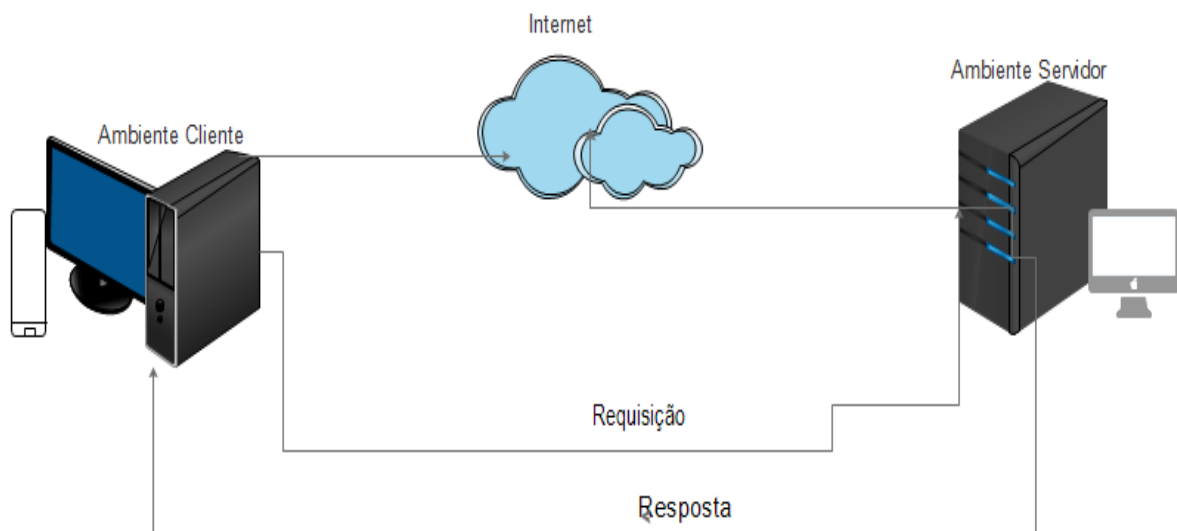 Internet
Ambiente Servidor
Ambiente Cliente
Requisição
Resposta